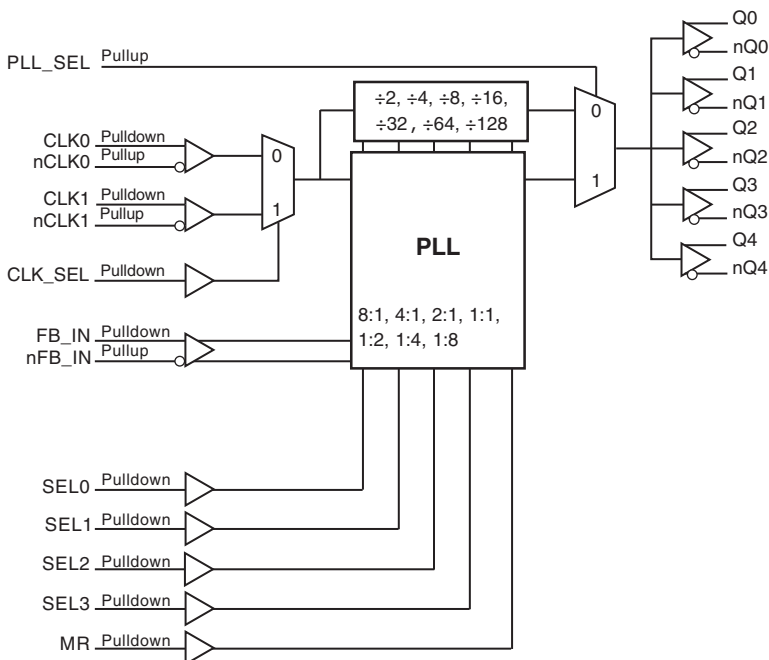 PLL_SEL Pullup
CLK0 Pulldown
nCLK0 Pullup
CLK1 Pulldown
nCLK1 Pullup
CLK_SEL Pulldown
FB_IN Pulldown
nFB_IN Pullup
SEL0 Pulldown
SEL1 Pulldown
SEL2 Pulldown
SEL3 Pulldown
MR Pulldown
0
1
÷2, ÷4, ÷8, ÷16,
÷32, ÷64, ÷128
PLL
8:1, 4:1, 2:1, 1:1,
1:2, 1:4, 1:8
0
1
Q0
nQ0
Q1
nQ1
Q2
nQ2
Q3
nQ3
Q4
nQ4